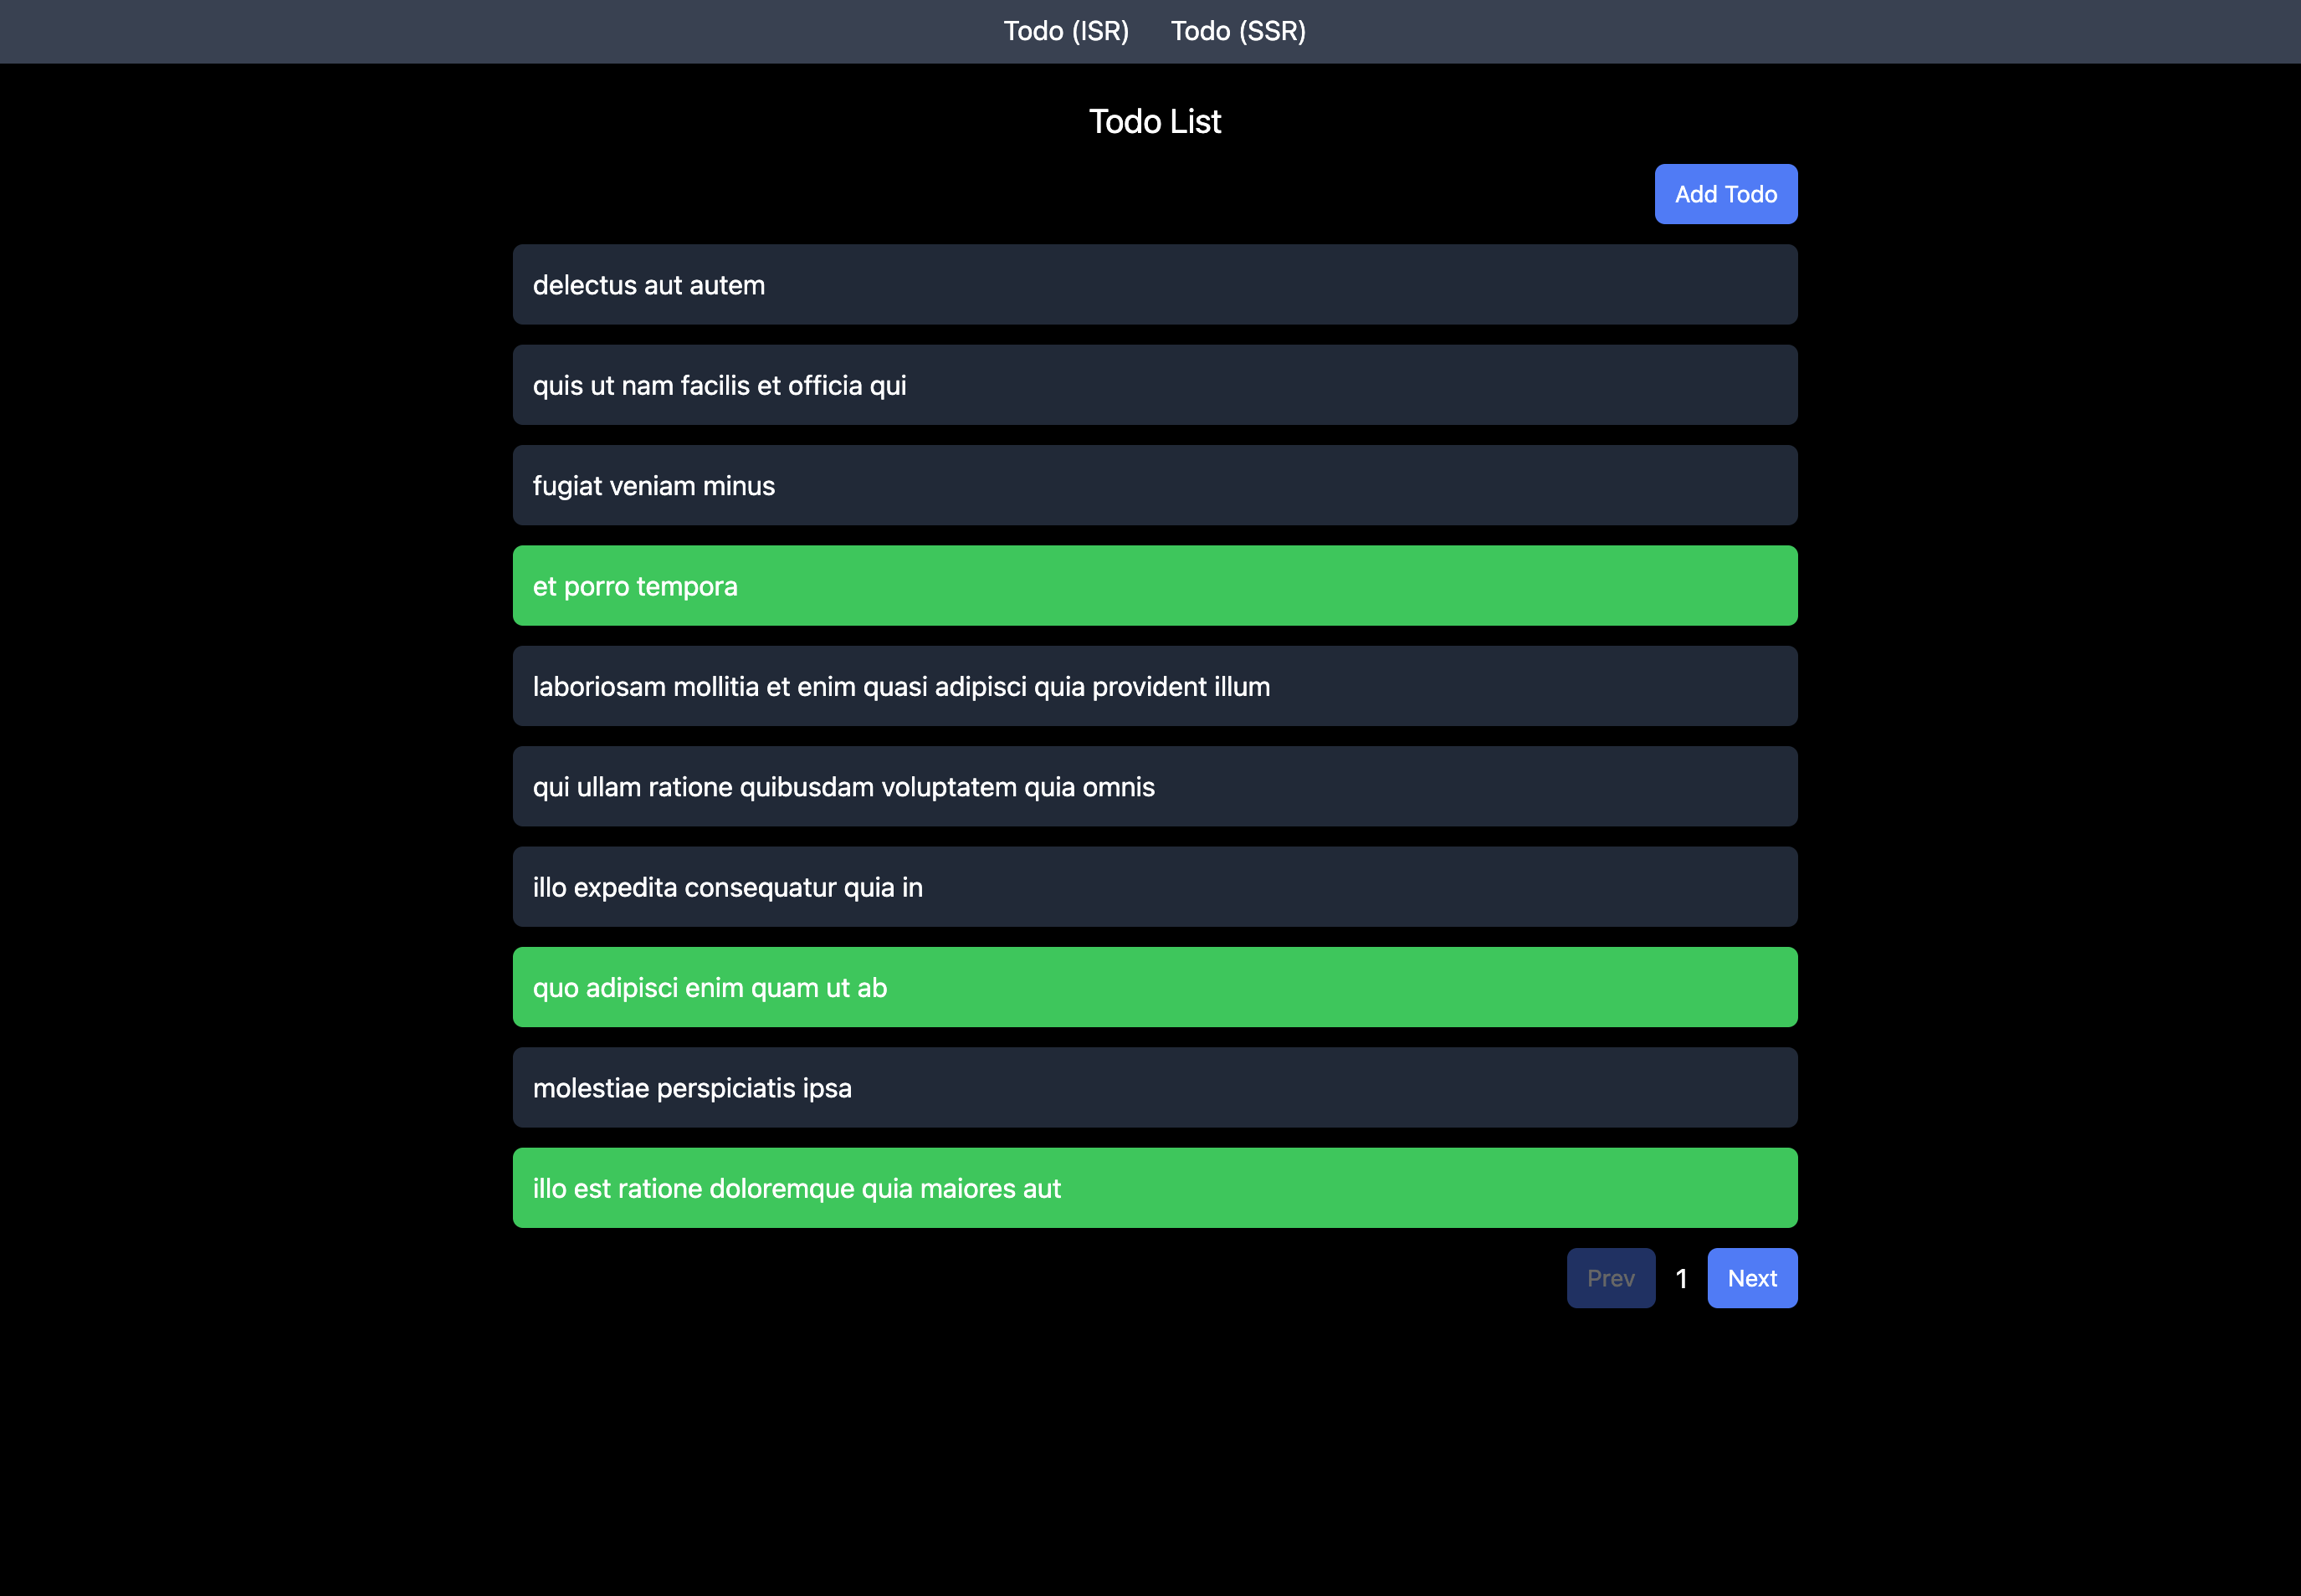 Todo (ISR) Todo (SSR)
Todo List
Add Todo
delectus aut autem
quis ut nam facilis et officia qui
fugiat veniam minus
et porro tempora
laboriosam mollitia et enim quasi adipisci quia provident illum
qui ullam ratione quibusdam voluptatem quia omnis
illo expedita consequatur quia in
quo adipisci enim quam ut ab
molestiae perspiciatis ipsa
illo est ratione doloremque quia maiores aut
Prev 1 Next